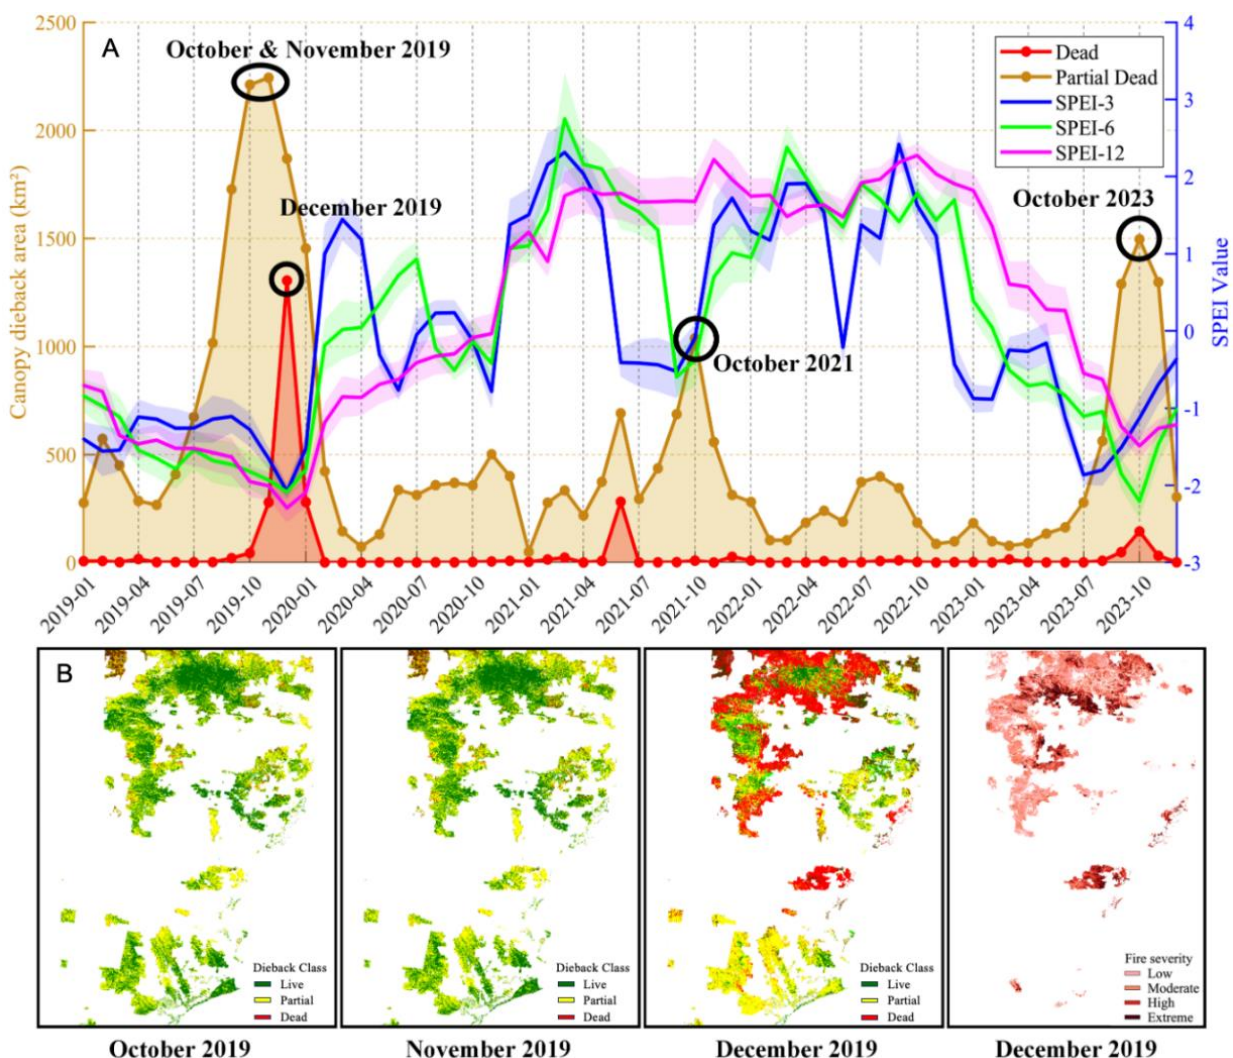 A
October & November 2019
December 2019
October 2021
October 2023
Dead
Partial Dead
SPEI-3
SPEI-6
SPEI-12
Canopy dieback area (km²)
2500
2000
1500
1000
500
0
SPEI Value
4
3
2
1
0
-1
-2
-3
2019-01
2019-04
2019-07
2019-10
2020-01
2020-04
2020-07
2020-10
2021-01
2021-04
2021-07
2021-10
2022-01
2022-04
2022-07
2022-10
2023-01
2023-04
2023-07
2023-10
B
Dieback Class
Live
Partial
Dead
October 2019
Dieback Class
Live
Partial
Dead
November 2019
Dieback Class
Live
Partial
Dead
December 2019
Fire severity
Low
Moderate
High
Extreme
December 2019